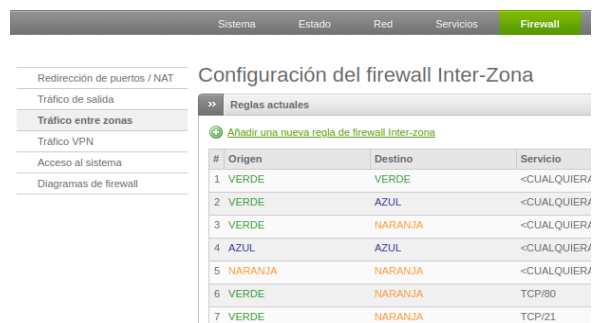 Sistema Estado Red Servicios Firewall
Redirección de puertos / NAT
Tráfico de salida
Tráfico entre zonas
Tráfico VPN
Acceso al sistema
Diagramas de firewall
Configuración del firewall Inter-Zona
Reglas actuales
Añadir una nueva regla de firewall Inter-zona
# Origen Destino Servicio
1 VERDE VERDE <CUALQUIERA
2 VERDE AZUL <CUALQUIERA
3 VERDE NARANJA <CUALQUIERA
4 AZUL AZUL <CUALQUIERA
5 NARANJA NARANJA <CUALQUIERA
6 VERDE NARANJA TCP/80
7 VERDE NARANJA TCP/21